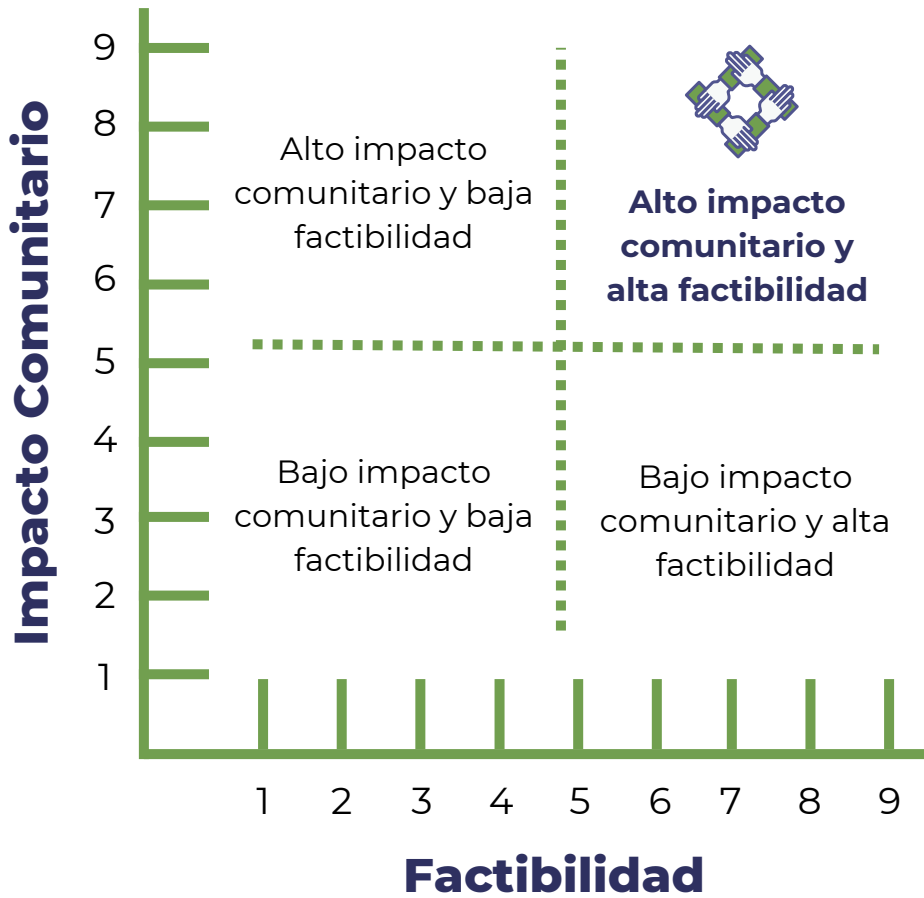 Impacto Comunitario
9
8
7
6
5
4
3
2
1
Alto impacto
comunitario y baja
factibilidad
Alto impacto
comunitario y
alta factibilidad
Bajo impacto
comunitario y baja
factibilidad
Bajo impacto
comunitario y alta
factibilidad
1 2 3 4 5 6 7 8 9
Factibilidad